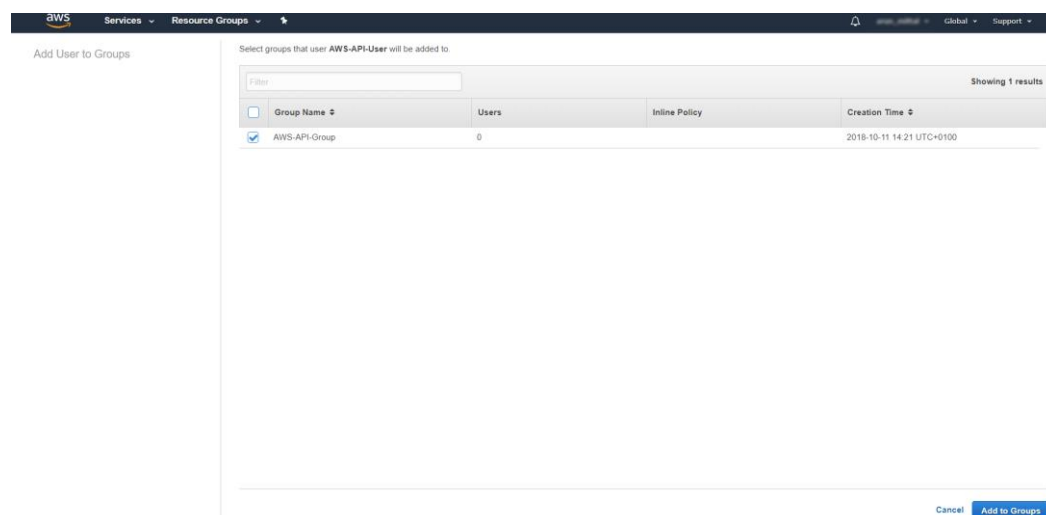 aws Services Resource Groups Global Support
Add User to Groups
Select groups that user AWS-API-User will be added to
Filter
Showing 1 results
Group Name Users Inline Policy Creation Time
AWS-API-Group 0 2018-10-11 14:21 UTC+0100
Cancel Add to Groups